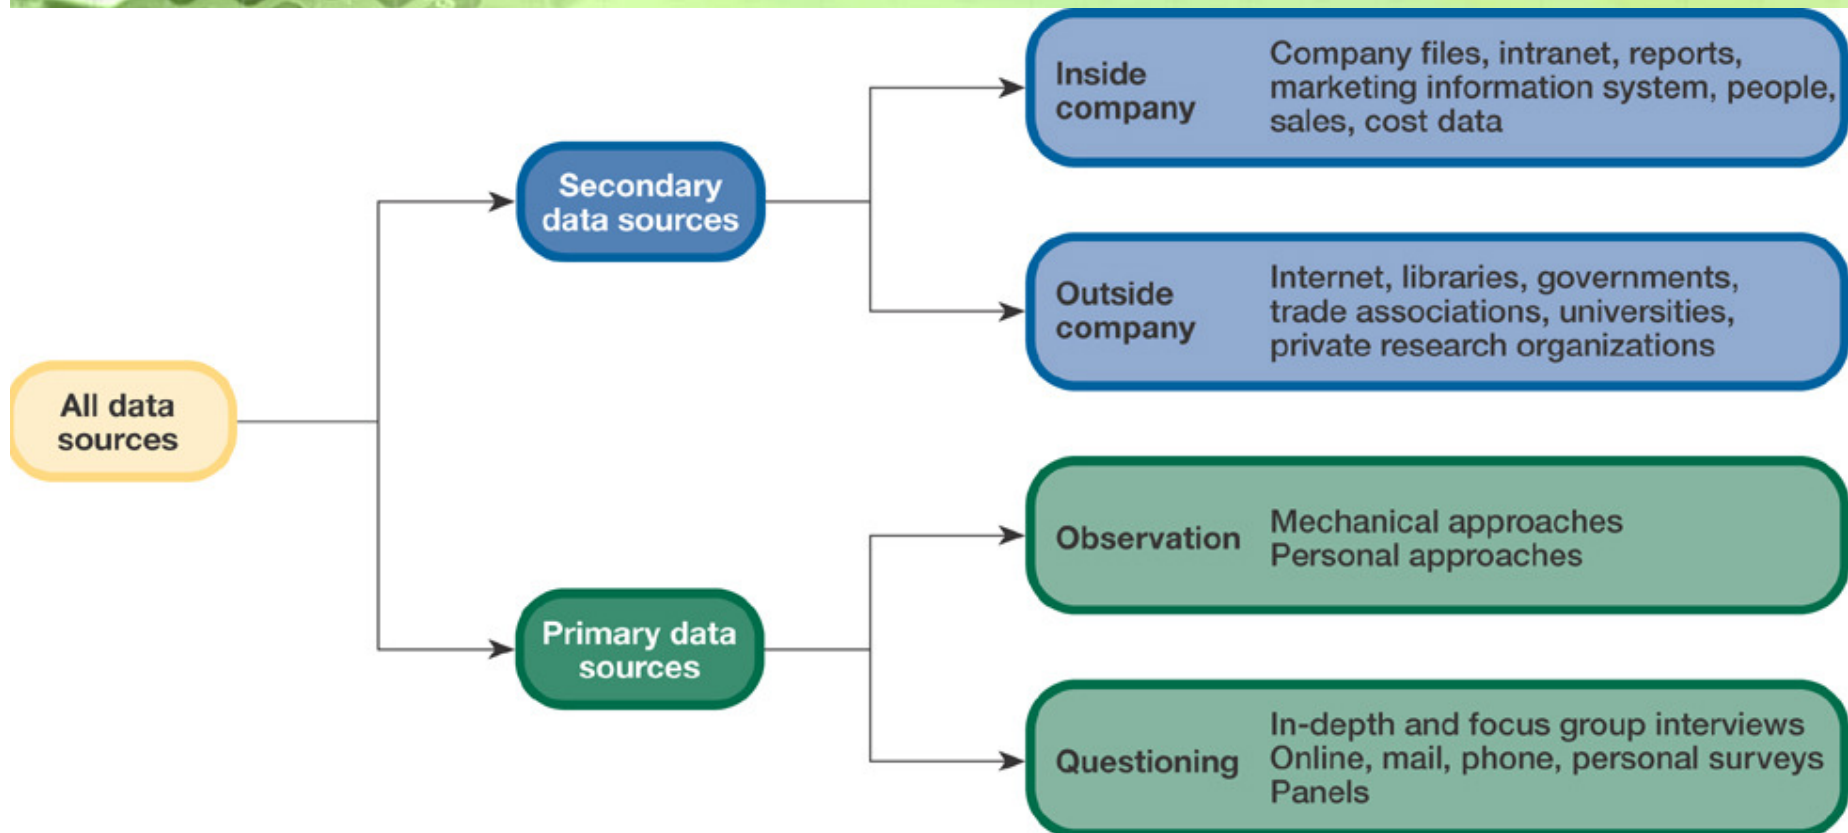 All data
sources
Secondary
data sources
Primary data
sources
Inside
company
Company files, intranet, reports,
marketing information system, people,
sales, cost data
Outside
company
Internet, libraries, governments,
trade associations, universities,
private research organizations
Observation
Mechanical approaches
Personal approaches
Questioning
In-depth and focus group interviews
Online, mail, phone, personal surveys
Panels